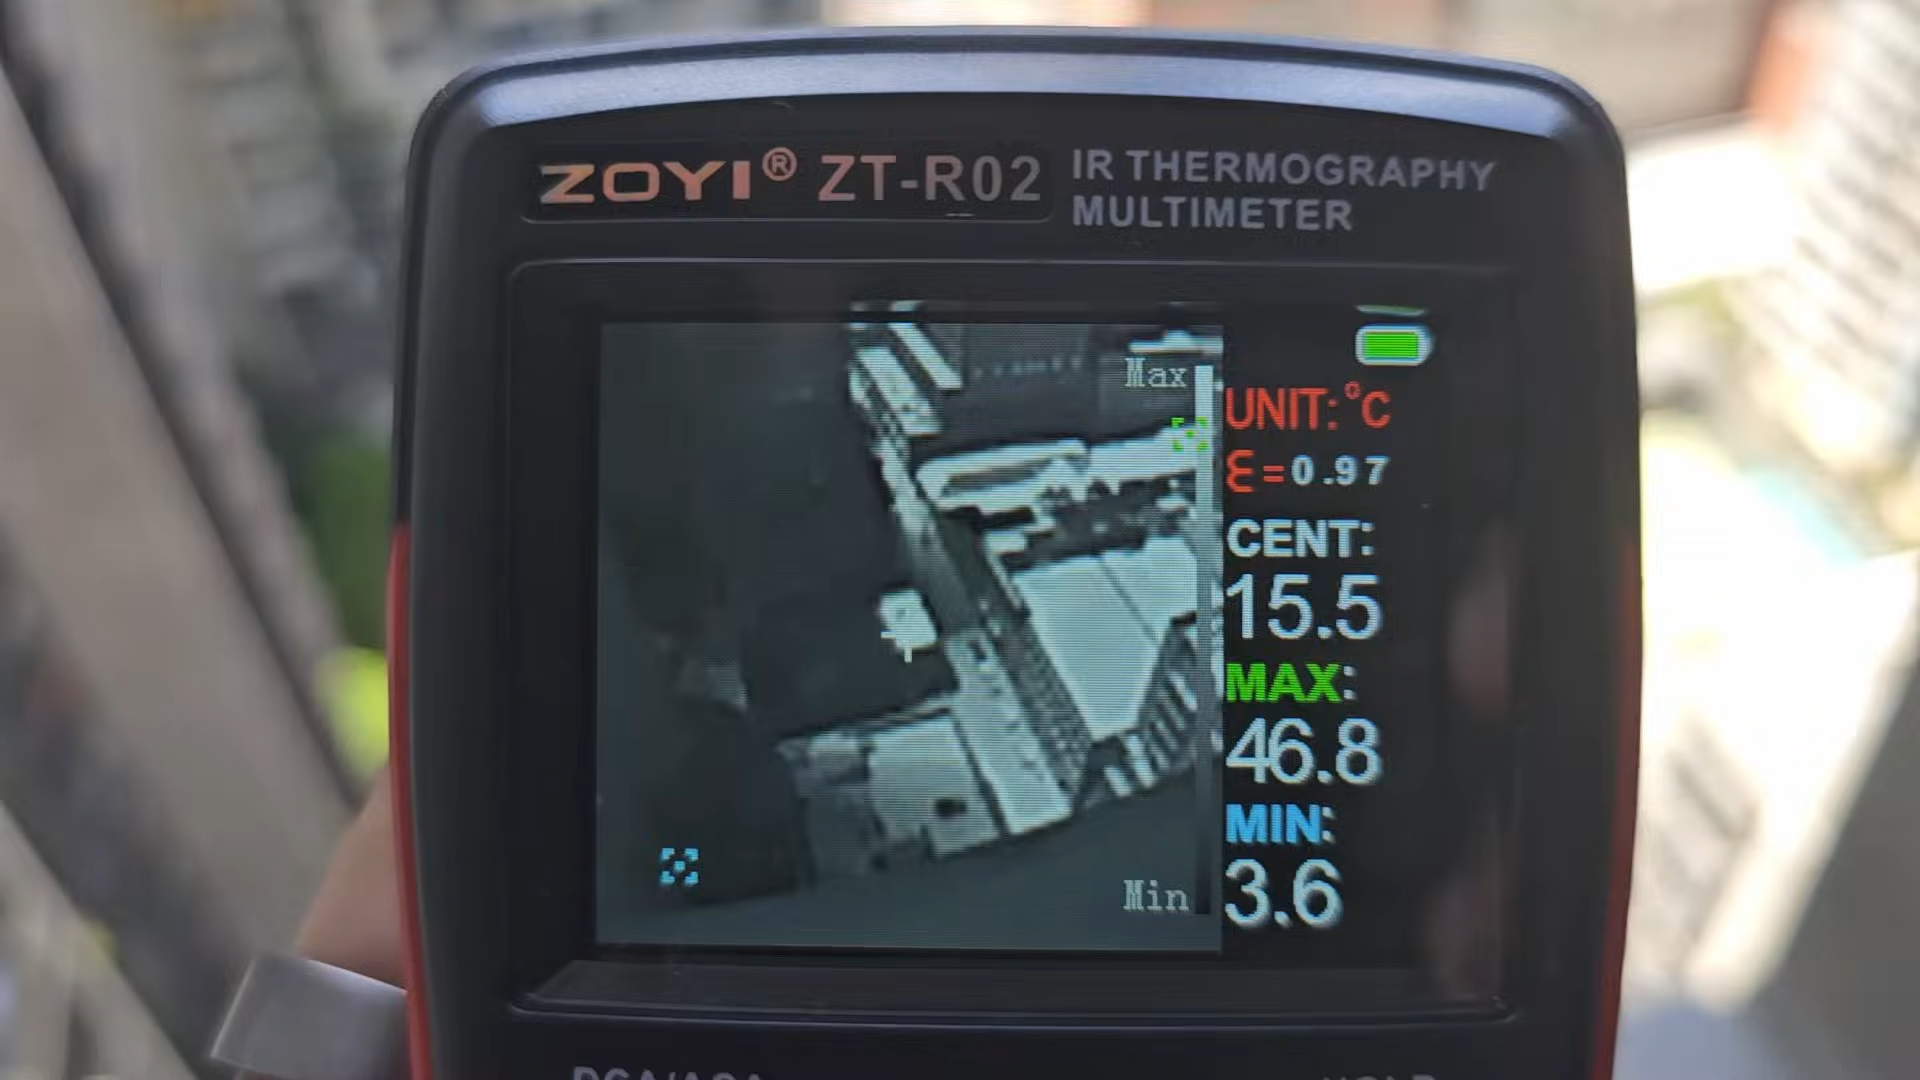 ZOYI® ZT-R02
IR THERMOGRAPHY
MULTIMETER
Max
UNIT:°C
ε=0.97
CENT:
15.5
MAX:
46.8
MIN:
Min
3.6